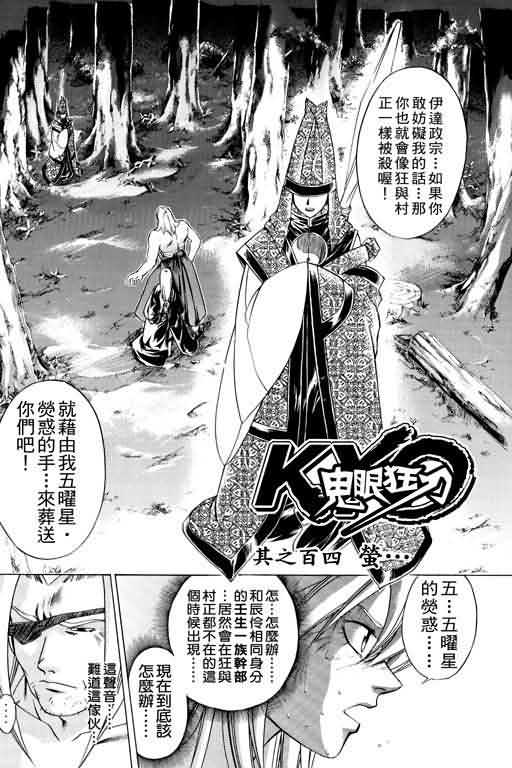 伊達政宗…如果你
敢妨礙我的話…那
你也就會像狂與村
正一樣被殺喔！
就藉由我五曜星．
熒惑的手…來葬送
你們吧！
KYO
鬼眼狂刀
其之百四 螢…
五…五曜星
的熒惑……
怎…怎麼辦……
和辰伶相同身分
的壬生一族幹部
…居然會在狂與
村正都不在的這
個時候出現……
現在到底該
怎麼辦……
這聲音…
難道這傢伙…
……